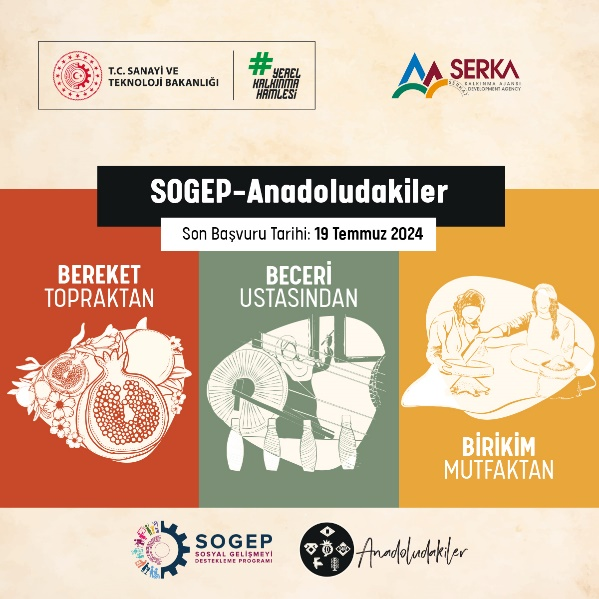 T.C. SANAYİ VE
TEKNOLOJİ BAKANLIĞI
#YEREL
KALKINMA
HAMLESİ
SERKA
KALKINMA AJANSI
DEVELOPMENT AGENCY
SOGEP-Anadoludakiler
Son Başvuru Tarihi: 19 Temmuz 2024
BEREKET
TOPRAKTAN
BECERİ
USTASINDAN
BİRİKİM
MUTFAKTAN
SOGEP
SOSYAL GELİŞMEYİ
DESTEKLEME PROGRAMI
Anadoludakiler